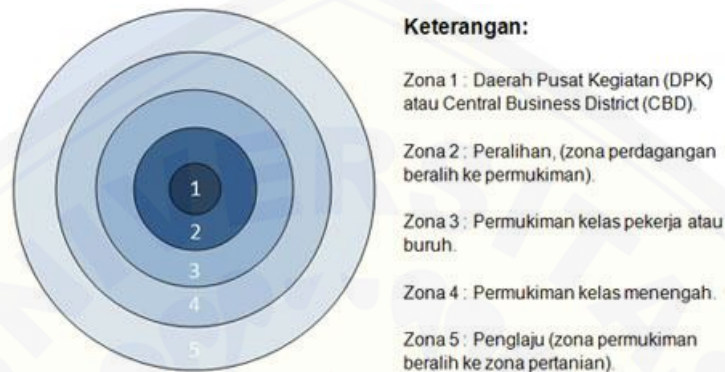 Keterangan:
Zona 1 : Daerah Pusat Kegiatan (DPK)
atau Central Business District (CBD).
Zona 2 : Peralihan, (zona perdagangan
beralih ke permukiman).
Zona 3 : Permukiman kelas pekerja atau
buruh.
Zona 4 : Permukiman kelas menengah.
Zona 5 : Penglaju (zona permukiman
beralih ke zona pertanian).
1
2
3
4
5